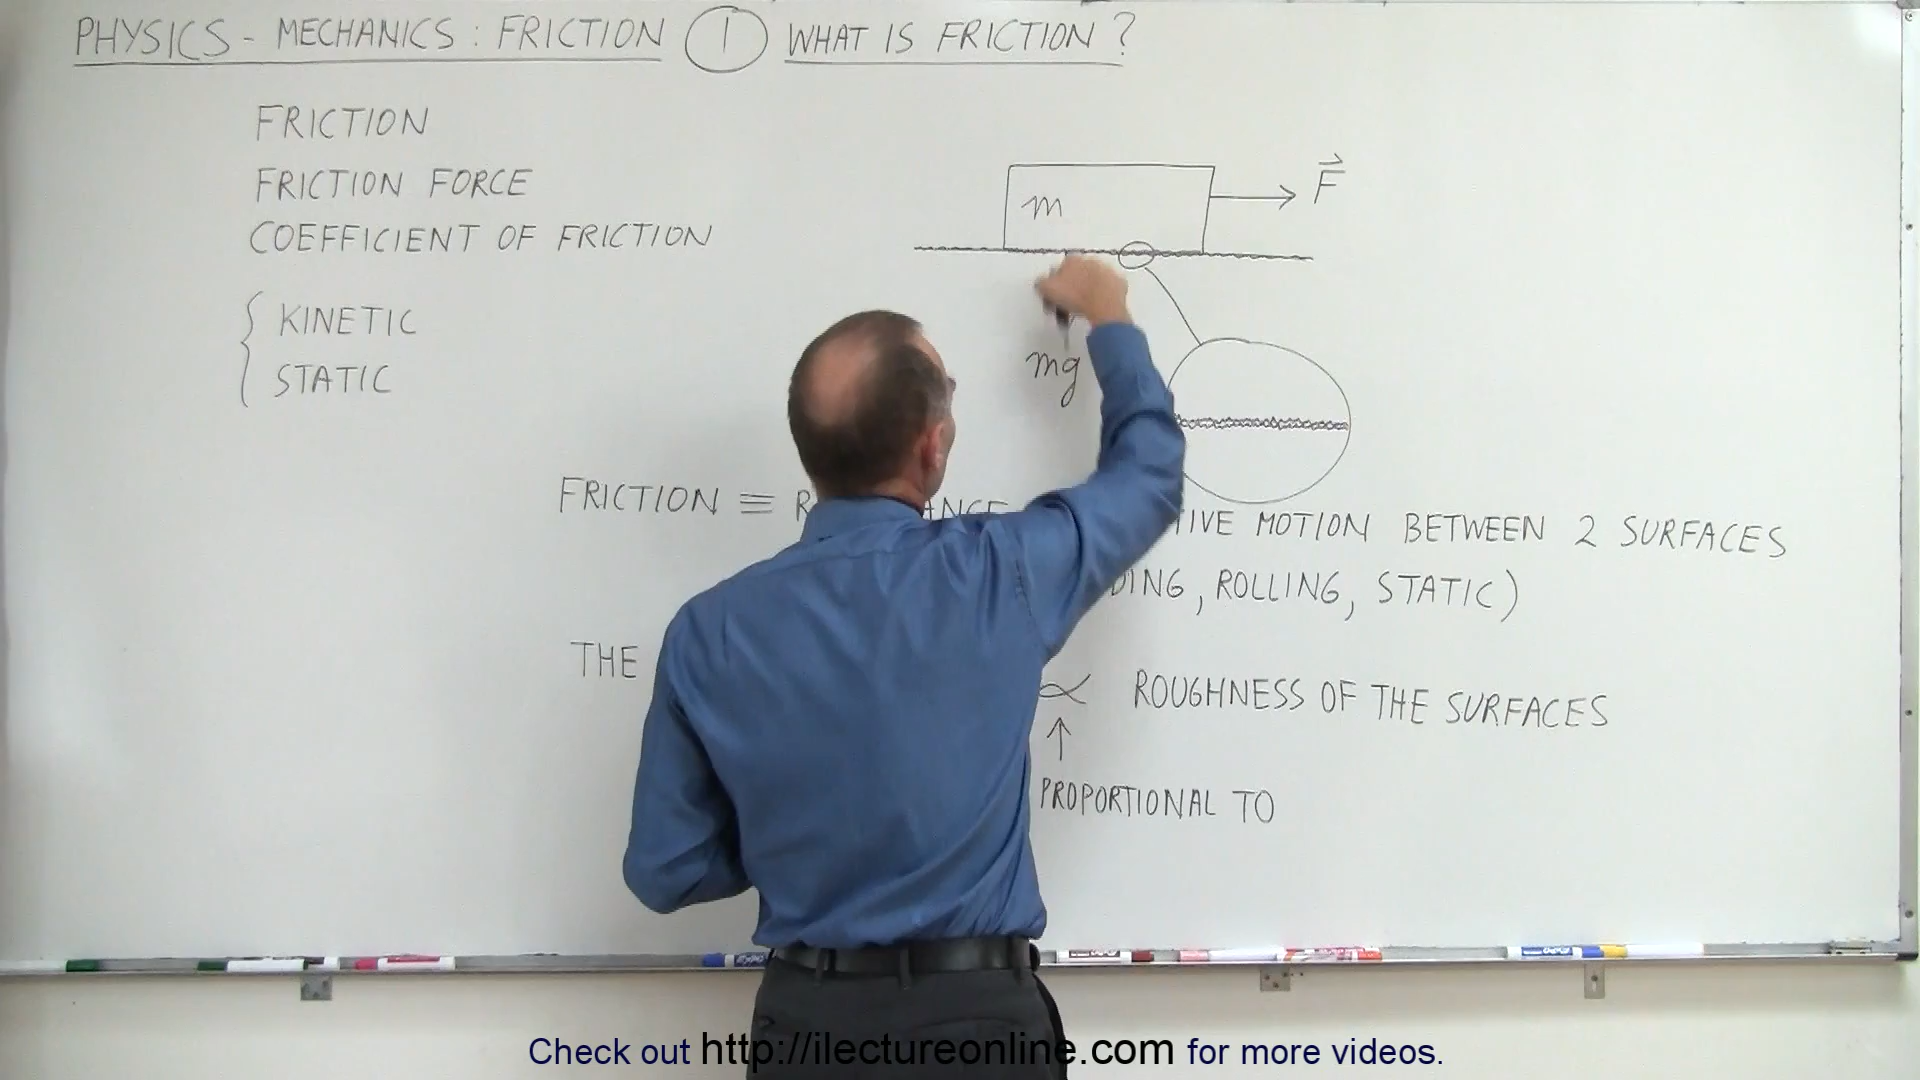 PHYSICS - MECHANICS : FRICTION 1 WHAT IS FRICTION ?
FRICTION
FRICTION FORCE
COEFFICIENT OF FRICTION
KINETIC
STATIC
m
F
mg
FRICTION ≡ MOTION BETWEEN 2 SURFACES
, ROLLING, STATIC)
THE ∝ ROUGHNESS OF THE SURFACES
↑
PROPORTIONAL TO
Check out http://ilectureonline.com for more videos.